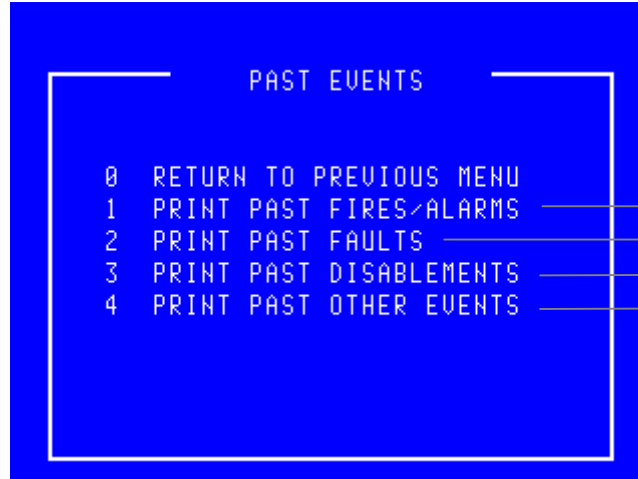 PAST EVENTS
0 RETURN TO PREVIOUS MENU
1 PRINT PAST FIRES/ALARMS
2 PRINT PAST FAULTS
3 PRINT PAST DISABLEMENTS
4 PRINT PAST OTHER EVENTS